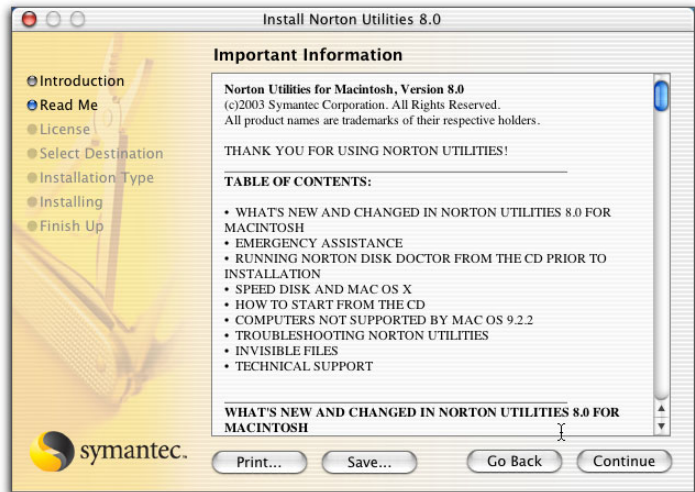 Install Norton Utilities 8.0
Important Information
Introduction
Read Me
License
Select Destination
Installation Type
Installing
Finish Up
Norton Utilities for Macintosh, Version 8.0
(c)2003 Symantec Corporation. All Rights Reserved.
All product names are trademarks of their respective holders.
THANK YOU FOR USING NORTON UTILITIES!
TABLE OF CONTENTS:
• WHAT'S NEW AND CHANGED IN NORTON UTILITIES 8.0 FOR
MACINTOSH
• EMERGENCY ASSISTANCE
• RUNNING NORTON DISK DOCTOR FROM THE CD PRIOR TO
INSTALLATION
• SPEED DISK AND MAC OS X
• HOW TO START FROM THE CD
• COMPUTERS NOT SUPPORTED BY MAC OS 9.2.2
• TROUBLESHOOTING NORTON UTILITIES
• INVISIBLE FILES
• TECHNICAL SUPPORT
WHAT'S NEW AND CHANGED IN NORTON UTILITIES 8.0 FOR
MACINTOSH
symantec.
Print...
Save...
Go Back
Continue